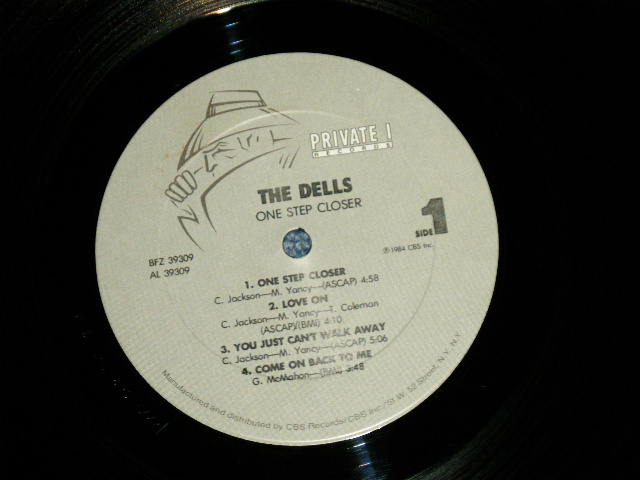 PRIVATE I
RECORDS
THE DELLS
ONE STEP CLOSER
SIDE 1
℗ 1984 CBS Inc.
BFZ 39309
AL 39309
1. ONE STEP CLOSER
C. Jackson—M. Yancy—(ASCAP) 4:58
2. LOVE ON
C. Jackson—M. Yancy—T. Coleman
(ASCAP)/(BMI) 4:10
3. YOU JUST CAN'T WALK AWAY
C. Jackson—M. Yancy—(ASCAP) 5:06
4. COME ON BACK TO ME
G. McMahon—(BMI) 3:48
Manufactured and distributed by CBS Records/CBS Inc./51 W. 52 Street, N.Y., N.Y.